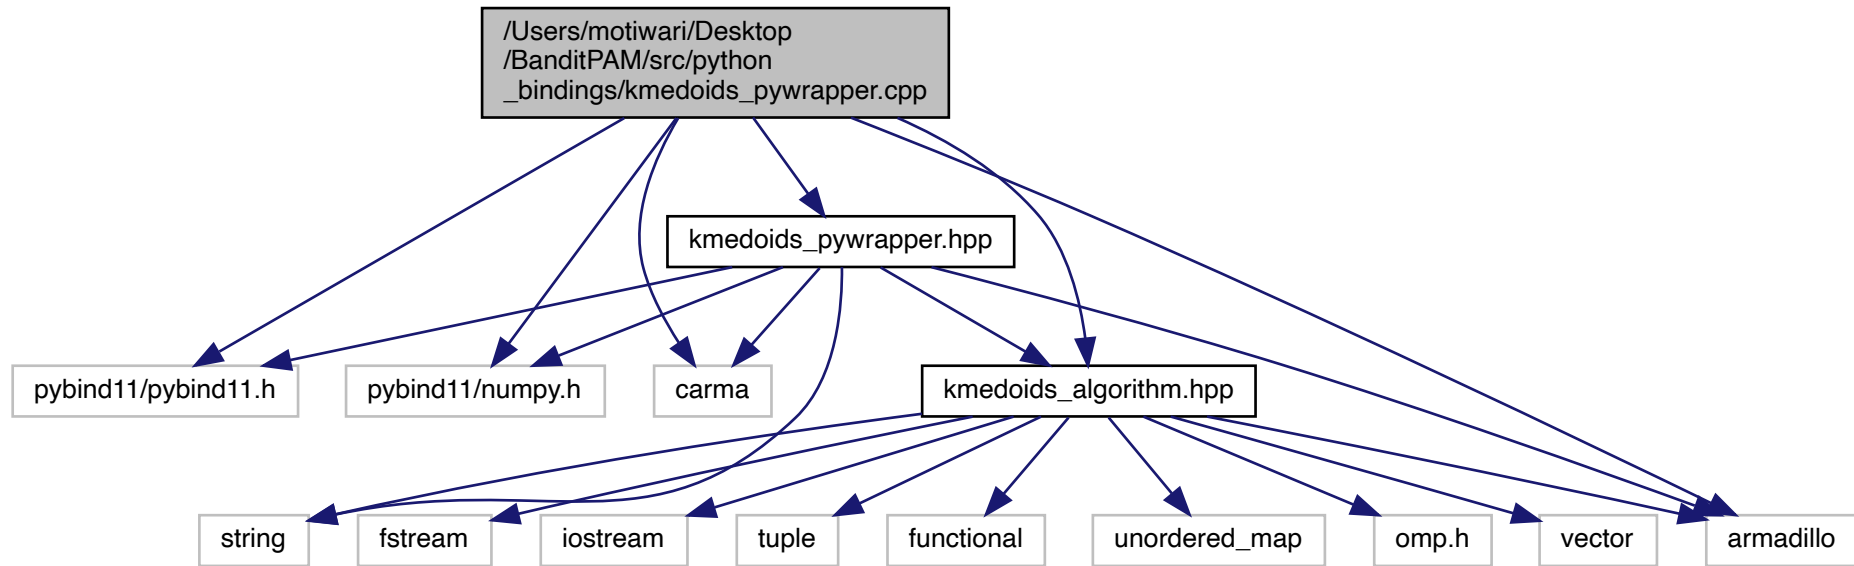 /Users/motiwari/Desktop
/BanditPAM/src/python
_bindings/kmedoids_pywrapper.cpp
kmedoids_pywrapper.hpp
pybind11/pybind11.h
pybind11/numpy.h
carma
kmedoids_algorithm.hpp
string
fstream
iostream
tuple
functional
unordered_map
omp.h
vector
armadillo